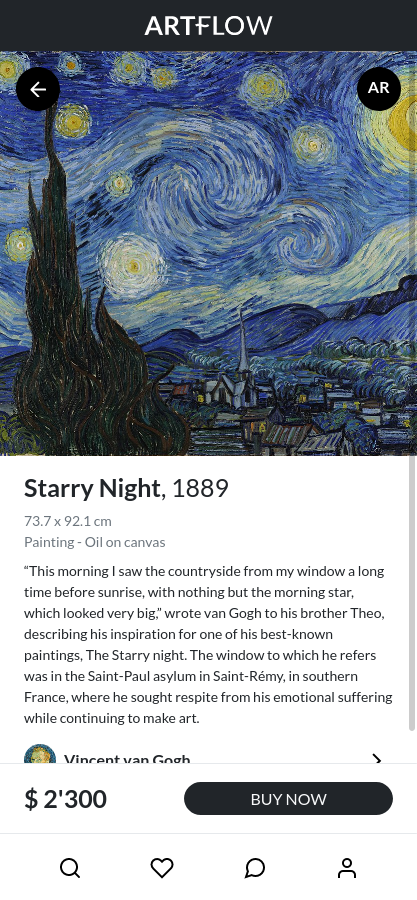 ARTFLOW
AR
Starry Night, 1889
73.7 x 92.1 cm
Painting - Oil on canvas
“This morning I saw the countryside from my window a long
time before sunrise, with nothing but the morning star,
which looked very big,” wrote van Gogh to his brother Theo,
describing his inspiration for one of his best-known
paintings, The Starry night. The window to which he refers
was in the Saint-Paul asylum in Saint-Rémy, in southern
France, where he sought respite from his emotional suffering
while continuing to make art.
Vincent van Gogh
$ 2'300
BUY NOW